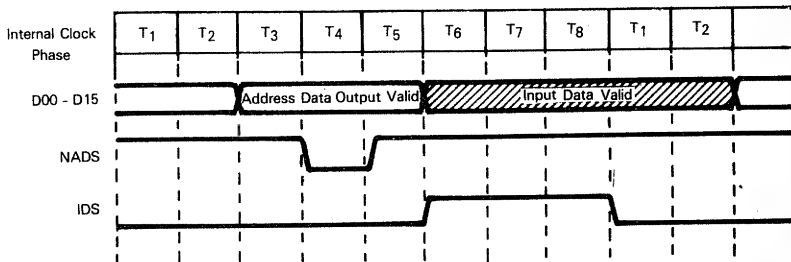 Internal Clock Phase T1 T2 T3 T4 T5 T6 T7 T8 T1 T2
D00 - D15 Address Data Output Valid Input Data Valid
NADS
IDS